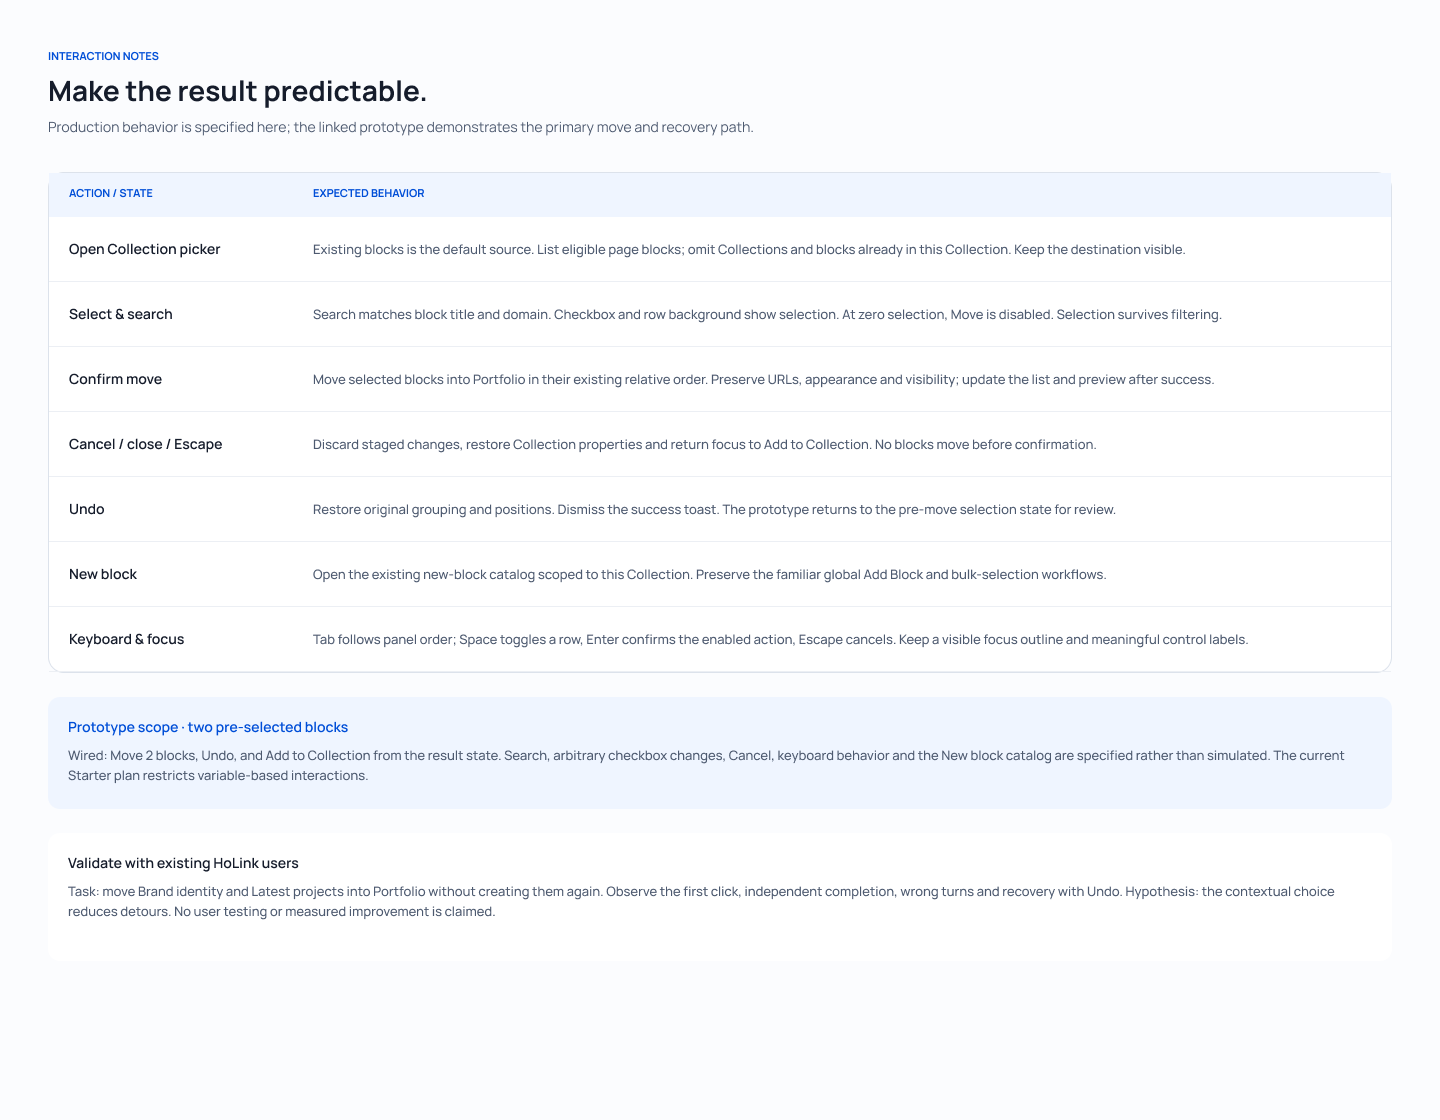 INTERACTION NOTES
Make the result predictable.
Production behavior is specified here; the linked prototype demonstrates the primary move and recovery path.
ACTION / STATE
EXPECTED BEHAVIOR
Open Collection picker
Existing blocks is the default source. List eligible page blocks; omit Collections and blocks already in this Collection. Keep the destination visible.
Select & search
Search matches block title and domain. Checkbox and row background show selection. At zero selection, Move is disabled. Selection survives filtering.
Confirm move
Move selected blocks into Portfolio in their existing relative order. Preserve URLs, appearance and visibility; update the list and preview after success.
Cancel / close / Escape
Discard staged changes, restore Collection properties and return focus to Add to Collection. No blocks move before confirmation.
Undo
Restore original grouping and positions. Dismiss the success toast. The prototype returns to the pre-move selection state for review.
New block
Open the existing new-block catalog scoped to this Collection. Preserve the familiar global Add Block and bulk-selection workflows.
Keyboard & focus
Tab follows panel order; Space toggles a row, Enter confirms the enabled action, Escape cancels. Keep a visible focus outline and meaningful control labels.
Prototype scope · two pre-selected blocks
Wired: Move 2 blocks, Undo, and Add to Collection from the result state. Search, arbitrary checkbox changes, Cancel, keyboard behavior and the New block catalog are specified rather than simulated. The current
Starter plan restricts variable-based interactions.
Validate with existing HoLink users
Task: move Brand identity and Latest projects into Portfolio without creating them again. Observe the first click, independent completion, wrong turns and recovery with Undo. Hypothesis: the contextual choice
reduces detours. No user testing or measured improvement is claimed.